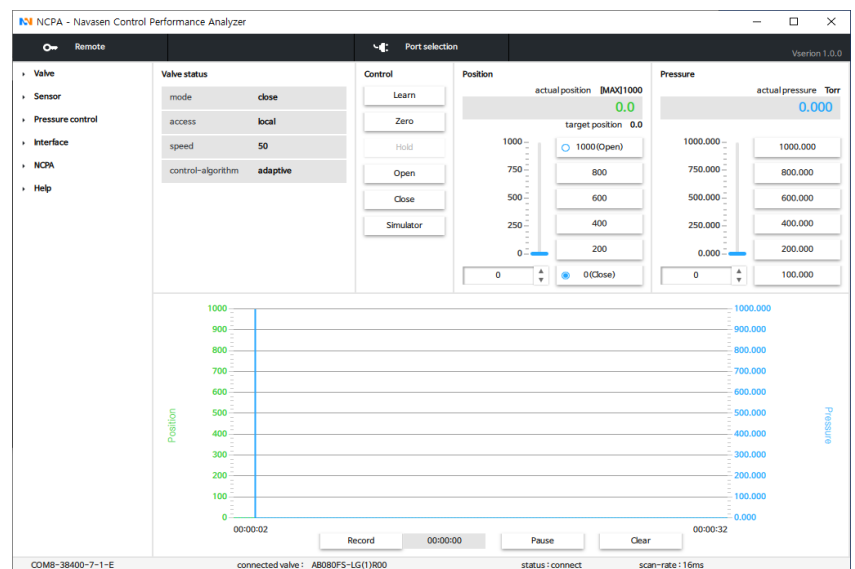 NCPA - Navasen Control Performance Analyzer
Remote
Port selection
Vserion 1.0.0
Valve
Sensor
Pressure control
Interface
NCPA
Help
Valve status
mode close
access local
speed 50
control-algorithm adaptive
Control
Learn
Zero
Hold
Open
Close
Simulator
Position
actual position [MAX]1000
0.0
target position 0.0
1000
750
500
250
0
1000(Open)
800
600
400
200
0(Close)
0
Pressure
actual pressure Torr
0.000
1000.000
750.000
500.000
250.000
0.000
1000.000
800.000
600.000
400.000
200.000
100.000
0
Position
1000
900
800
700
600
500
400
300
200
100
0
1000.000
900.000
800.000
700.000
600.000
500.000
400.000
300.000
200.000
100.000
0.000
Pressure
00:00:02
00:00:32
Record 00:00:00 Pause Clear
COM8-38400-7-1-E connected valve : AB080FS-LG(1)R00 status : connect scan-rate : 16ms